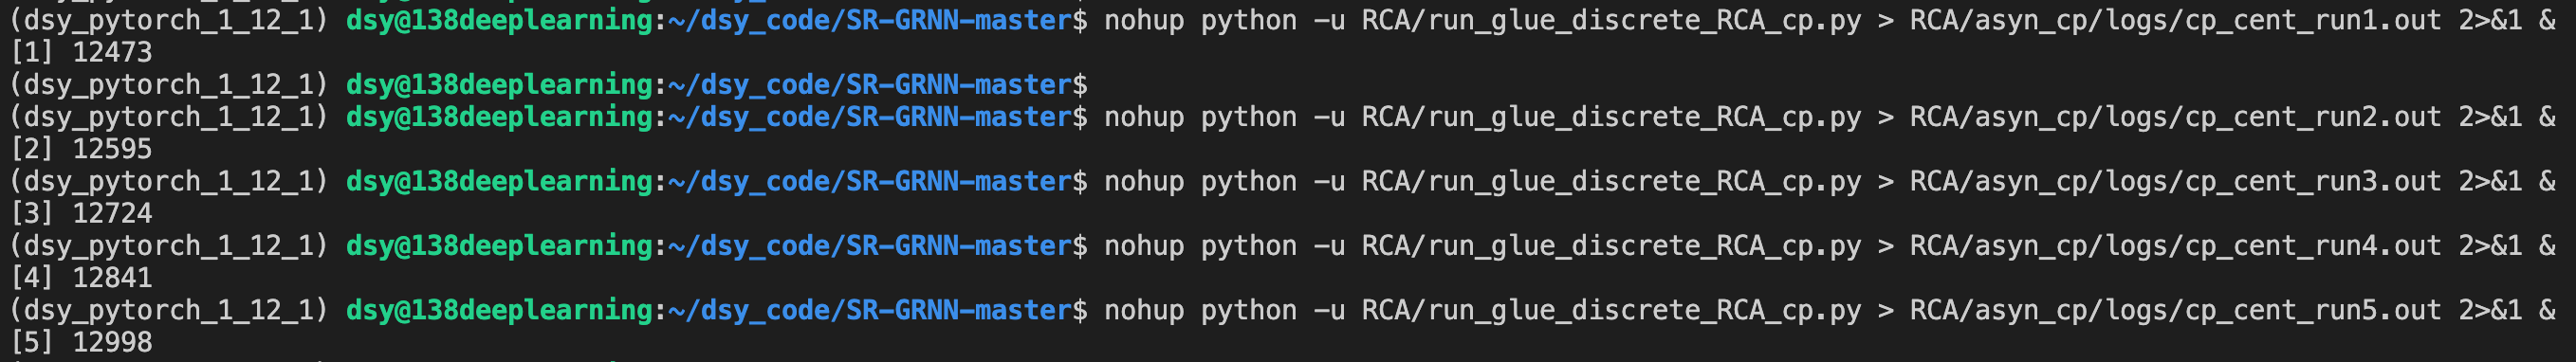 (dsy_pytorch_1_12_1) dsy@138deeplearning:~/dsy_code/SR-GRNN-master$ nohup python -u RCA/run_glue_discrete_RCA_cp.py > RCA/asyn_cp/logs/cp_cent_run1.out 2>&1 &
[1] 12473
(dsy_pytorch_1_12_1) dsy@138deeplearning:~/dsy_code/SR-GRNN-master$
(dsy_pytorch_1_12_1) dsy@138deeplearning:~/dsy_code/SR-GRNN-master$ nohup python -u RCA/run_glue_discrete_RCA_cp.py > RCA/asyn_cp/logs/cp_cent_run2.out 2>&1 &
[2] 12595
(dsy_pytorch_1_12_1) dsy@138deeplearning:~/dsy_code/SR-GRNN-master$ nohup python -u RCA/run_glue_discrete_RCA_cp.py > RCA/asyn_cp/logs/cp_cent_run3.out 2>&1 &
[3] 12724
(dsy_pytorch_1_12_1) dsy@138deeplearning:~/dsy_code/SR-GRNN-master$ nohup python -u RCA/run_glue_discrete_RCA_cp.py > RCA/asyn_cp/logs/cp_cent_run4.out 2>&1 &
[4] 12841
(dsy_pytorch_1_12_1) dsy@138deeplearning:~/dsy_code/SR-GRNN-master$ nohup python -u RCA/run_glue_discrete_RCA_cp.py > RCA/asyn_cp/logs/cp_cent_run5.out 2>&1 &
[5] 12998